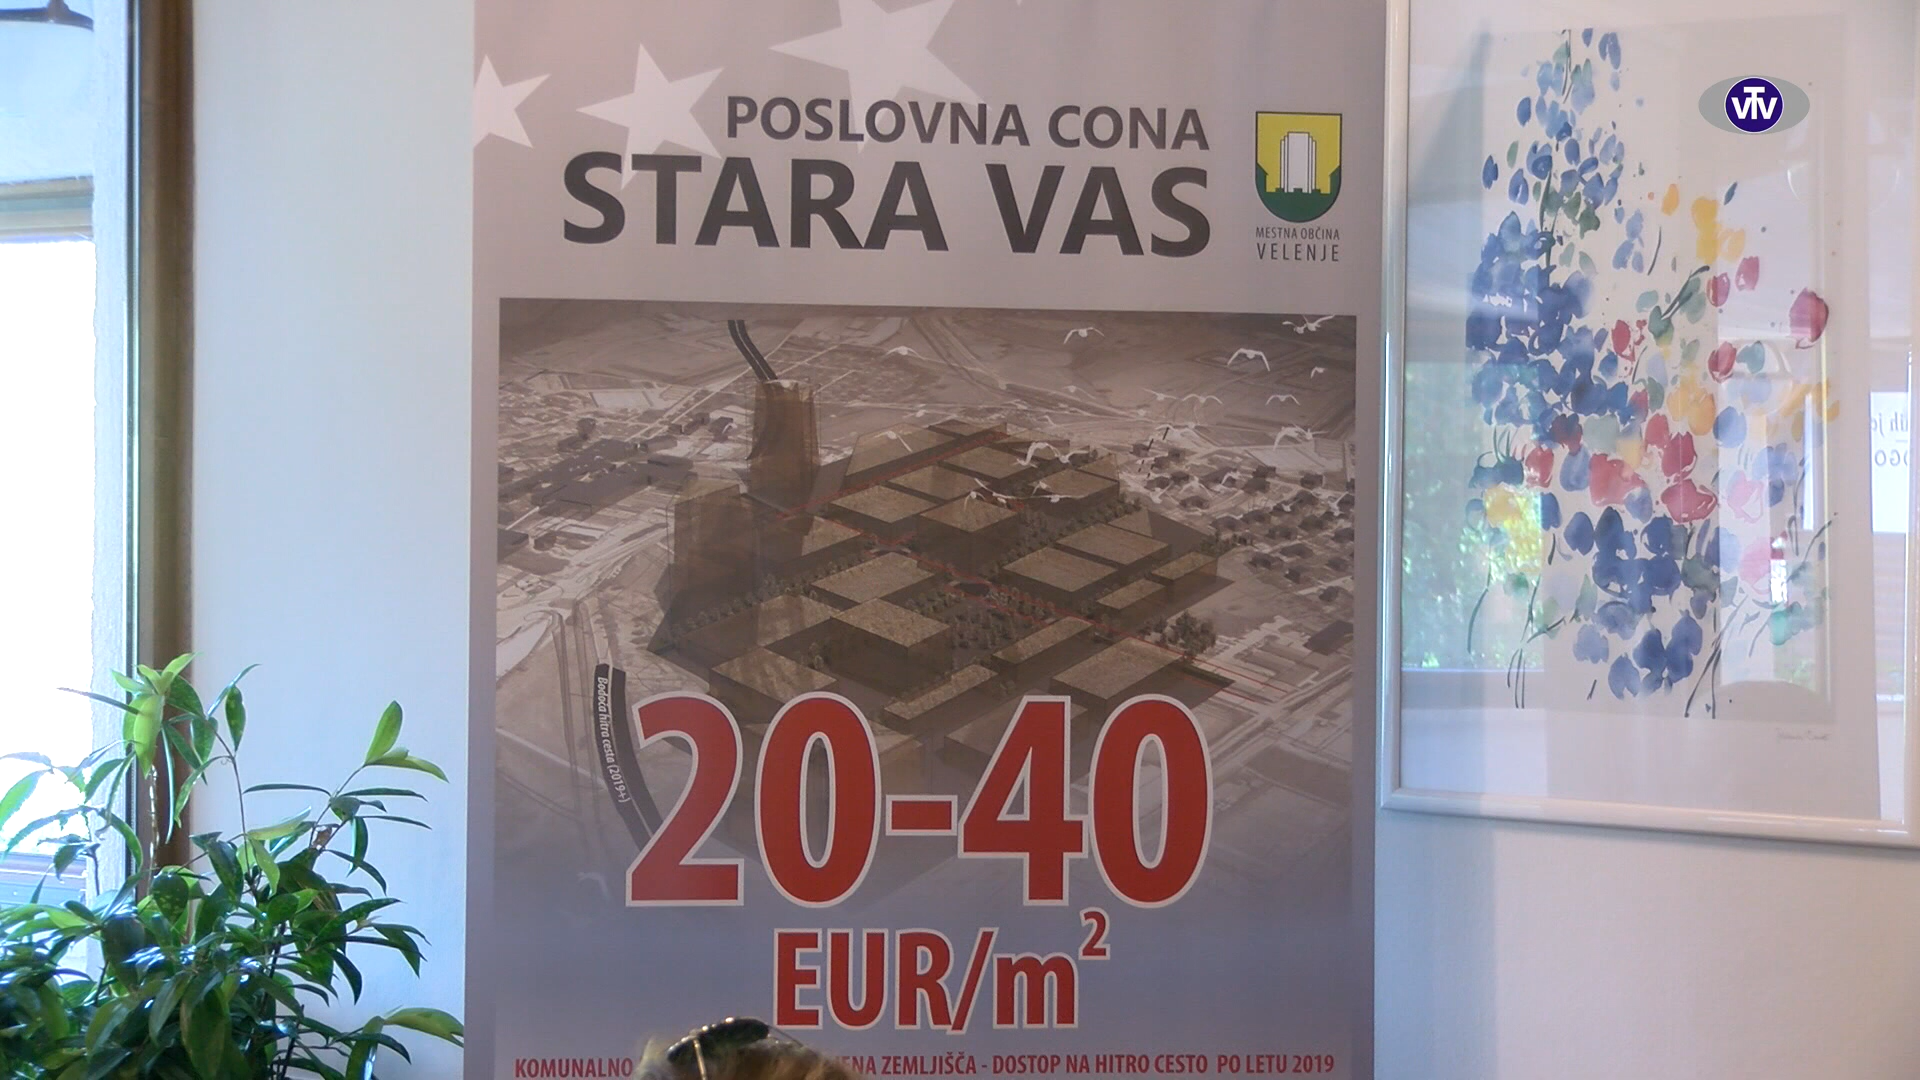 POSLOVNA CONA
STARA VAS
MESTNA OBČINA
VELENJE
VTV
Bodoča hitra cesta (2019+)
20-40
EUR/m²
KOMUNALNO ZEMLJIŠČA - DOSTOP NA HITRO CESTO PO LETU 2019